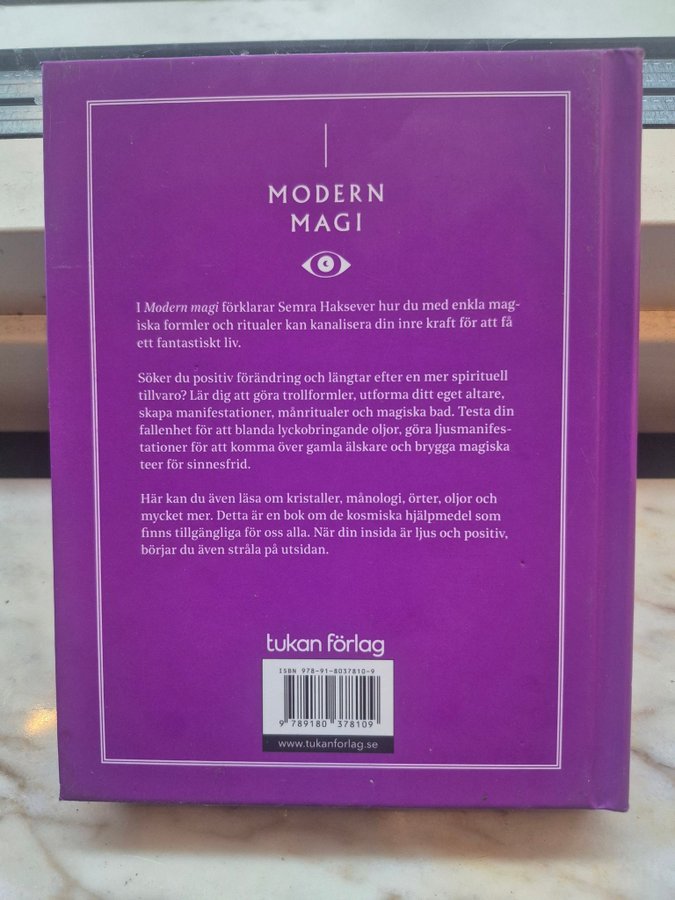 MODERN
MAGI
I Modern magi förklarar Semra Haksever hur du med enkla mag-
iska formler och ritualer kan kanalisera din inre kraft för att få
ett fantastiskt liv.
Söker du positiv förändring och längtar efter en mer spirituell
tillvaro? Lär dig att göra trollformler, utforma ditt eget altare,
skapa manifestationer, månritualer och magiska bad. Testa din
fallenhet för att blanda lyckobringande oljor, göra ljusmanifes-
tationer för att komma över gamla älskare och brygga magiska
teer för sinnesfrid.
Här kan du även läsa om kristaller, månologi, örter, oljor och
mycket mer. Detta är en bok om de kosmiska hjälpmedel som
finns tillgängliga för oss alla. När din insida är ljus och positiv,
börjar du även stråla på utsidan.
tukan förlag
ISBN 978-91-8037810-9
9 789180 378109
www.tukanforlag.se